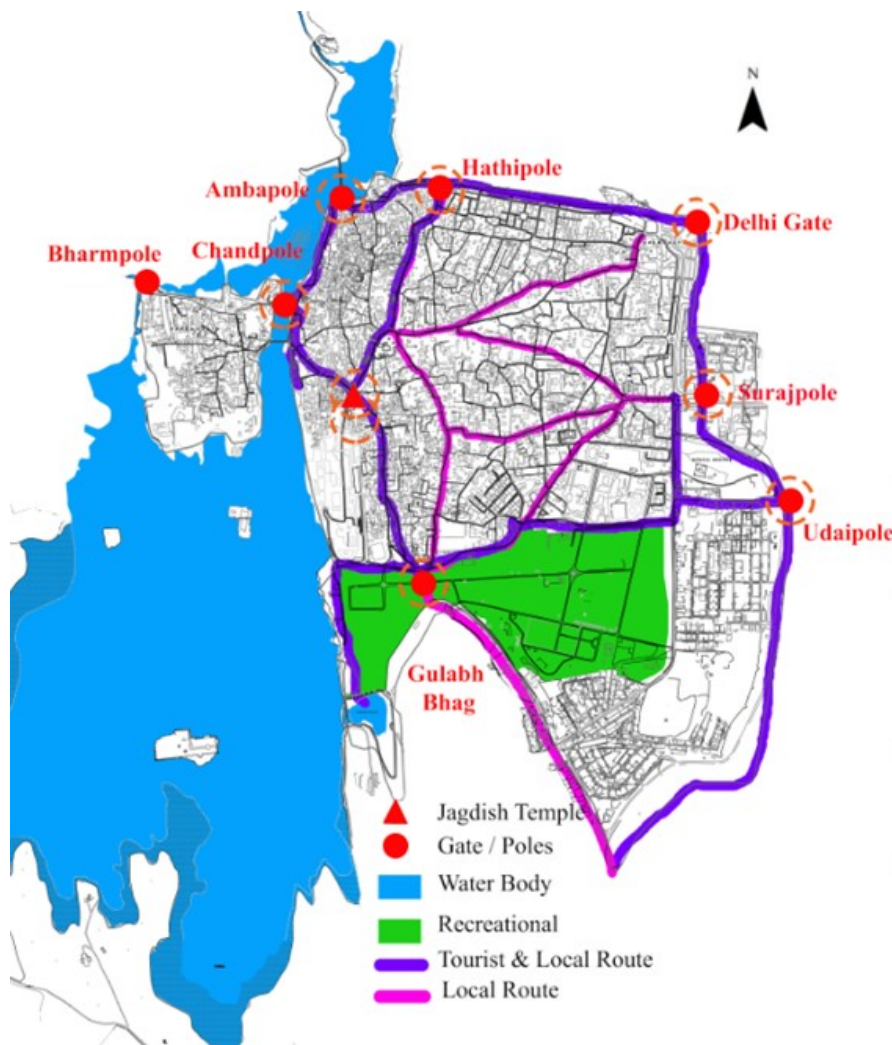 N
Hathipole
Ambapole
Delhi Gate
Chandpole
Bharmpole
Surajpole
Udaipole
Gulabh
Bhag
Jagdish Temple
Gate / Poles
Water Body
Recreational
Tourist & Local Route
Local Route